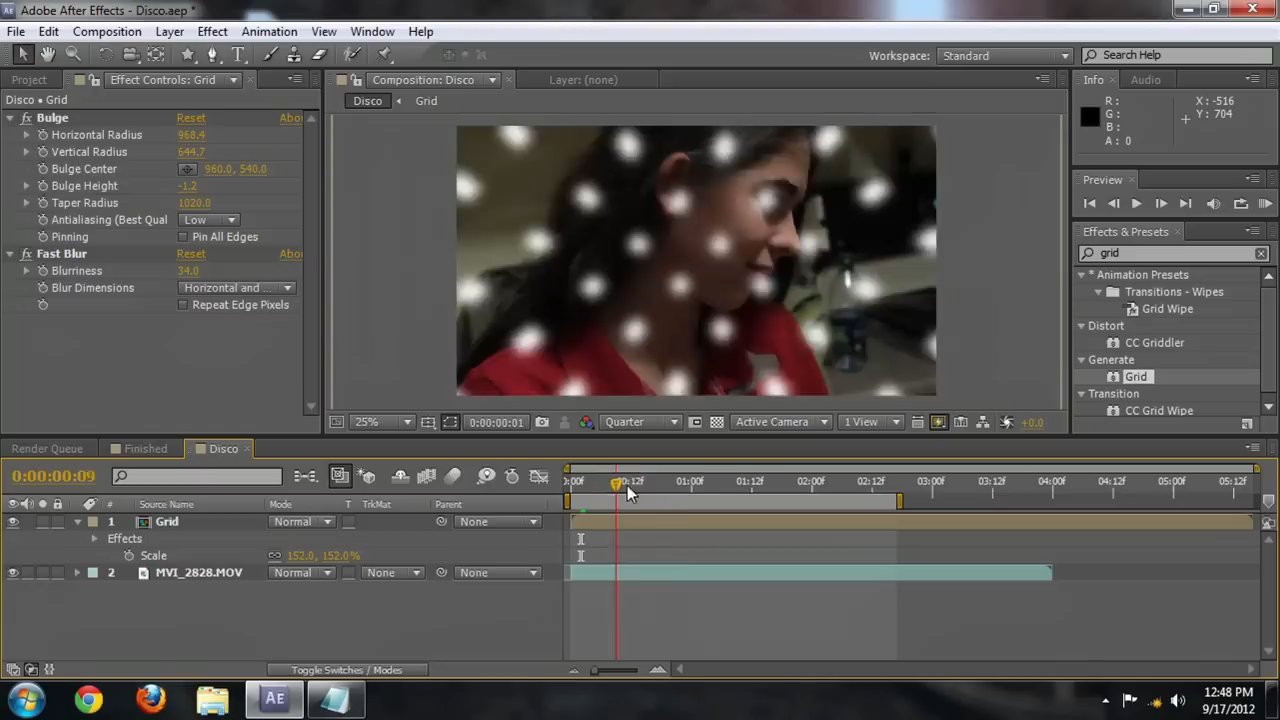 Adobe After Effects - Disco.aep *
File Edit Composition Layer Effect Animation View Window Help
Workspace: Standard Search Help
Project Effect Controls: Grid Composition: Disco Layer: (none) Info Audio
Disco • Grid Disco Grid
Bulge Reset Abou
Horizontal Radius 968.4
Vertical Radius 644.7
Bulge Center 960.0, 540.0
Bulge Height -1.2
Taper Radius 1020.0
Antialiasing (Best Qual Low
Pinning Pin All Edges
Fast Blur Reset Abou
Blurriness 34.0
Blur Dimensions Horizontal and ...
Repeat Edge Pixels
25% 0:00:00:01 Quarter Active Camera 1 View +0.0
R: X: -516
G: Y: 704
B:
A: 0
Preview
Effects & Presets
grid
* Animation Presets
Transitions - Wipes
Grid Wipe
Distort
CC Griddler
Generate
Grid
Transition
CC Grid Wipe
Render Queue Finished Disco
0:00:00:09
# Source Name Mode T TrkMat Parent
1 Grid Normal None
Effects
Scale 152.0, 152.0%
2 MVI_2828.MOV Normal None None
01:00f 01:12f 02:00f 02:12f 03:00f 03:12f 04:00f 04:12f 05:00f 05:12f
Toggle Switches / Modes
12:48 PM
9/17/2012